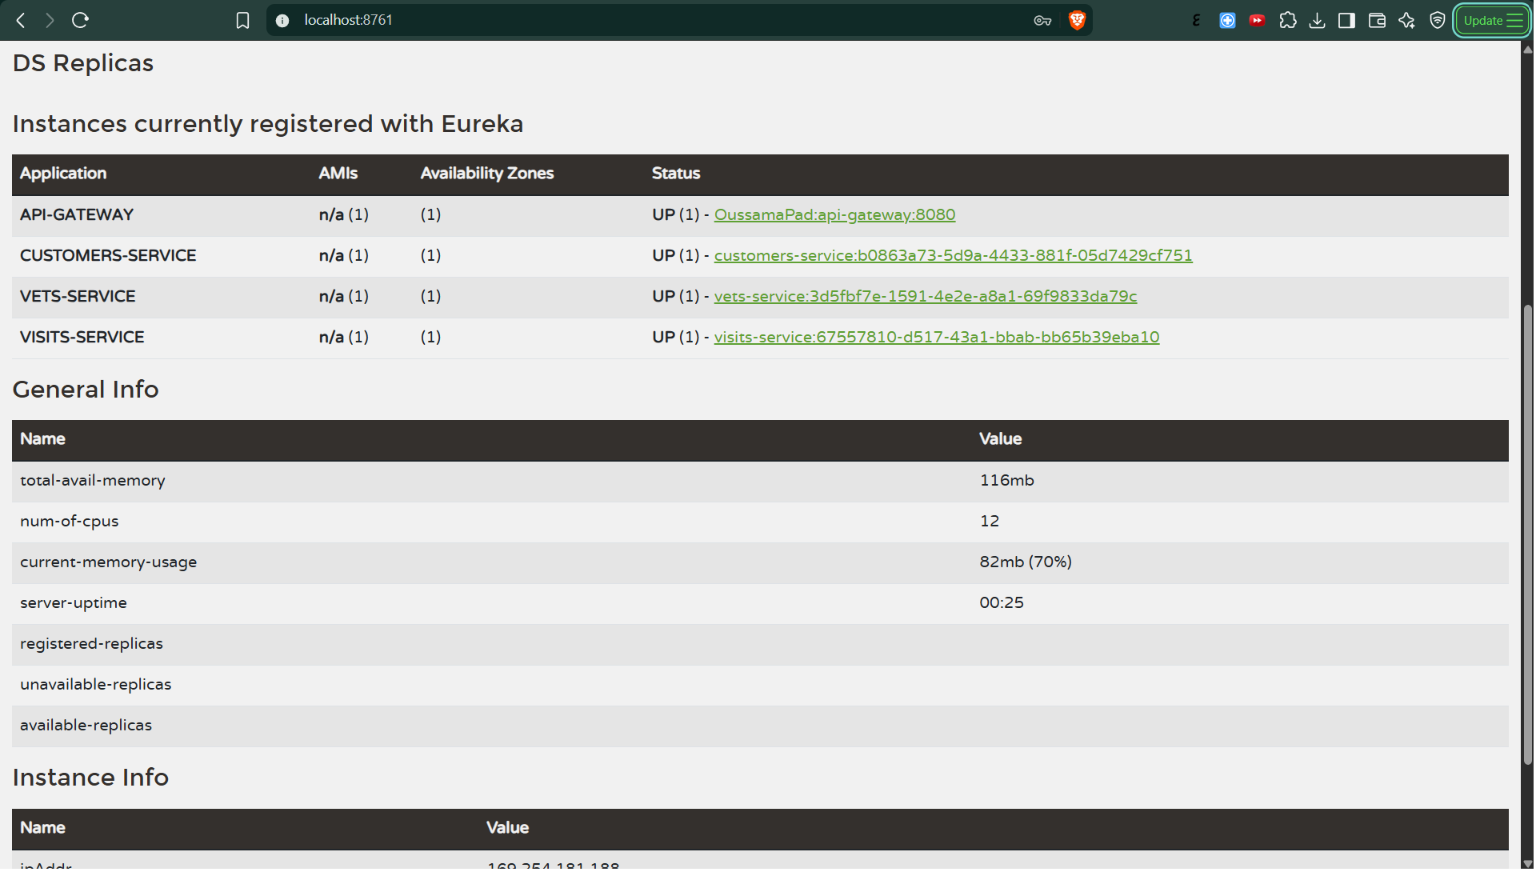 localhost:8761
Update
DS Replicas
Instances currently registered with Eureka
Application AMIs Availability Zones Status
API-GATEWAY n/a (1) (1) UP (1) - OussamaPad:api-gateway:8080
CUSTOMERS-SERVICE n/a (1) (1) UP (1) - customers-service:b0863a73-5d9a-4433-881f-05d7429cf751
VETS-SERVICE n/a (1) (1) UP (1) - vets-service:3d5fbf7e-1591-4e2e-a8a1-69f9833da79c
VISITS-SERVICE n/a (1) (1) UP (1) - visits-service:67557810-d517-43a1-bbab-bb65b39eba10
General Info
Name Value
total-avail-memory 116mb
num-of-cpus 12
current-memory-usage 82mb (70%)
server-uptime 00:25
registered-replicas
unavailable-replicas
available-replicas
Instance Info
Name Value
ipAddr 169.254.181.188